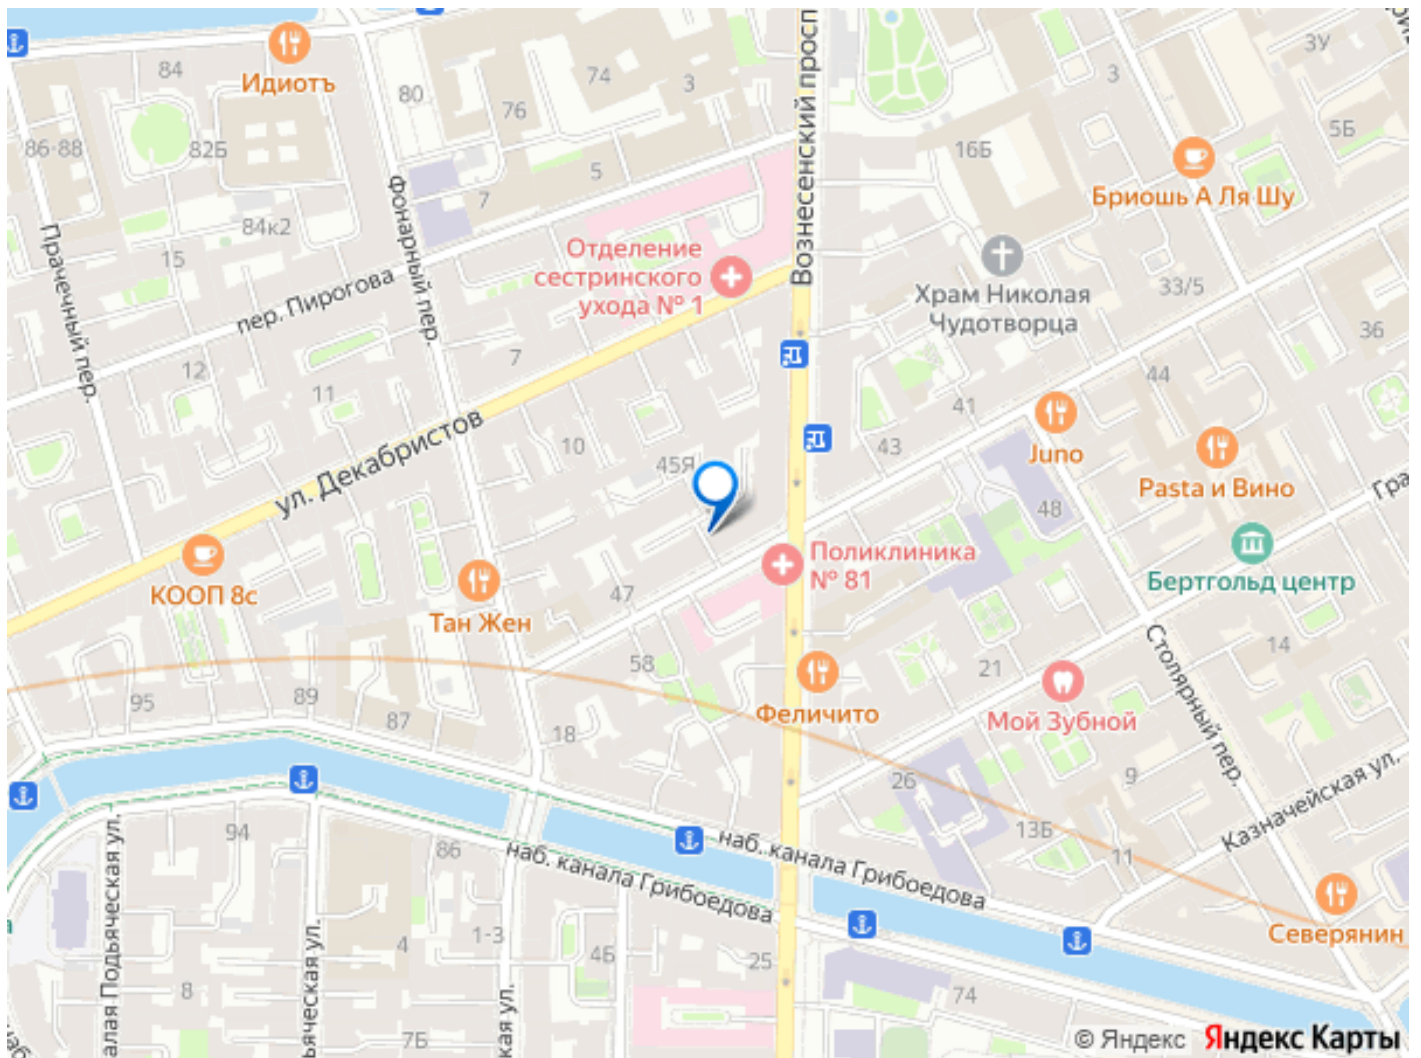 Идиотъ
84
80
74
3
76
86-88
82Б
5
7
84к2
15
Фонарный пер.
Прачечный пер.
пер. Пирогова
Вознесенский просп
3У
3
5Б
16Б
Бриошь А Ля Шу
Отделение
сестринского
ухода № 1
Храм Николая
Чудотворца
33/5
36
44
41
43
7
12
11
10
45Я
ул. Декабристов
Juno
48
Pasta и Вино
Гра
Бертгольд центр
Поликлиника
№ 81
КООП 8с
Тан Жен
47
58
21
14
Мой Зубной
Столярный пер.
Феличито
95
89
87
18
26
9
13Б
11
Казначейская ул.
94
86
наб. канала Грибоедова
наб. канала Грибоедова
алая Подьяческая ул.
ьяческая ул.
кая ул.
наб.
8
4
1-3
4Б
7Б
25
74
Северянин
© Яндекс Яндекс Карты